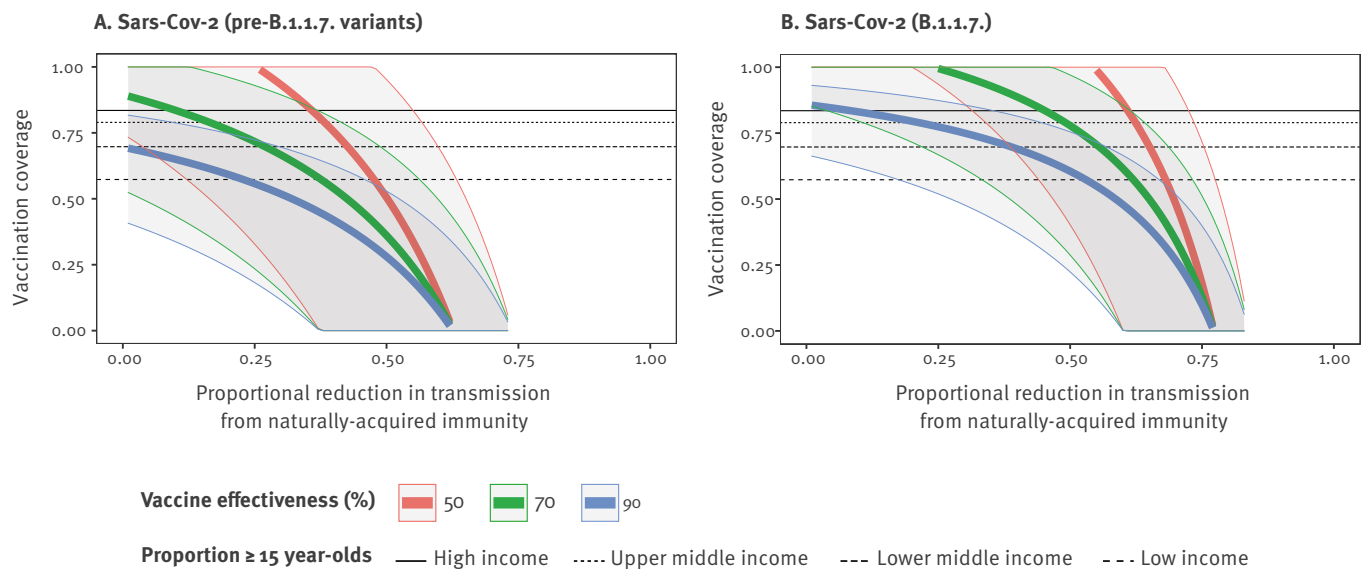 A. Sars-Cov-2 (pre-B.1.1.7. variants)
B. Sars-Cov-2 (B.1.1.7.)
Vaccination coverage
1.00
0.75
0.50
0.25
0.00
0.00 0.25 0.50 0.75 1.00
Proportional reduction in transmission
from naturally-acquired immunity
Vaccination coverage
1.00
0.75
0.50
0.25
0.00
0.00 0.25 0.50 0.75 1.00
Proportional reduction in transmission
from naturally-acquired immunity
Vaccine effectiveness (%) 50 70 90
Proportion ≥ 15 year-olds High income Upper middle income Lower middle income Low income